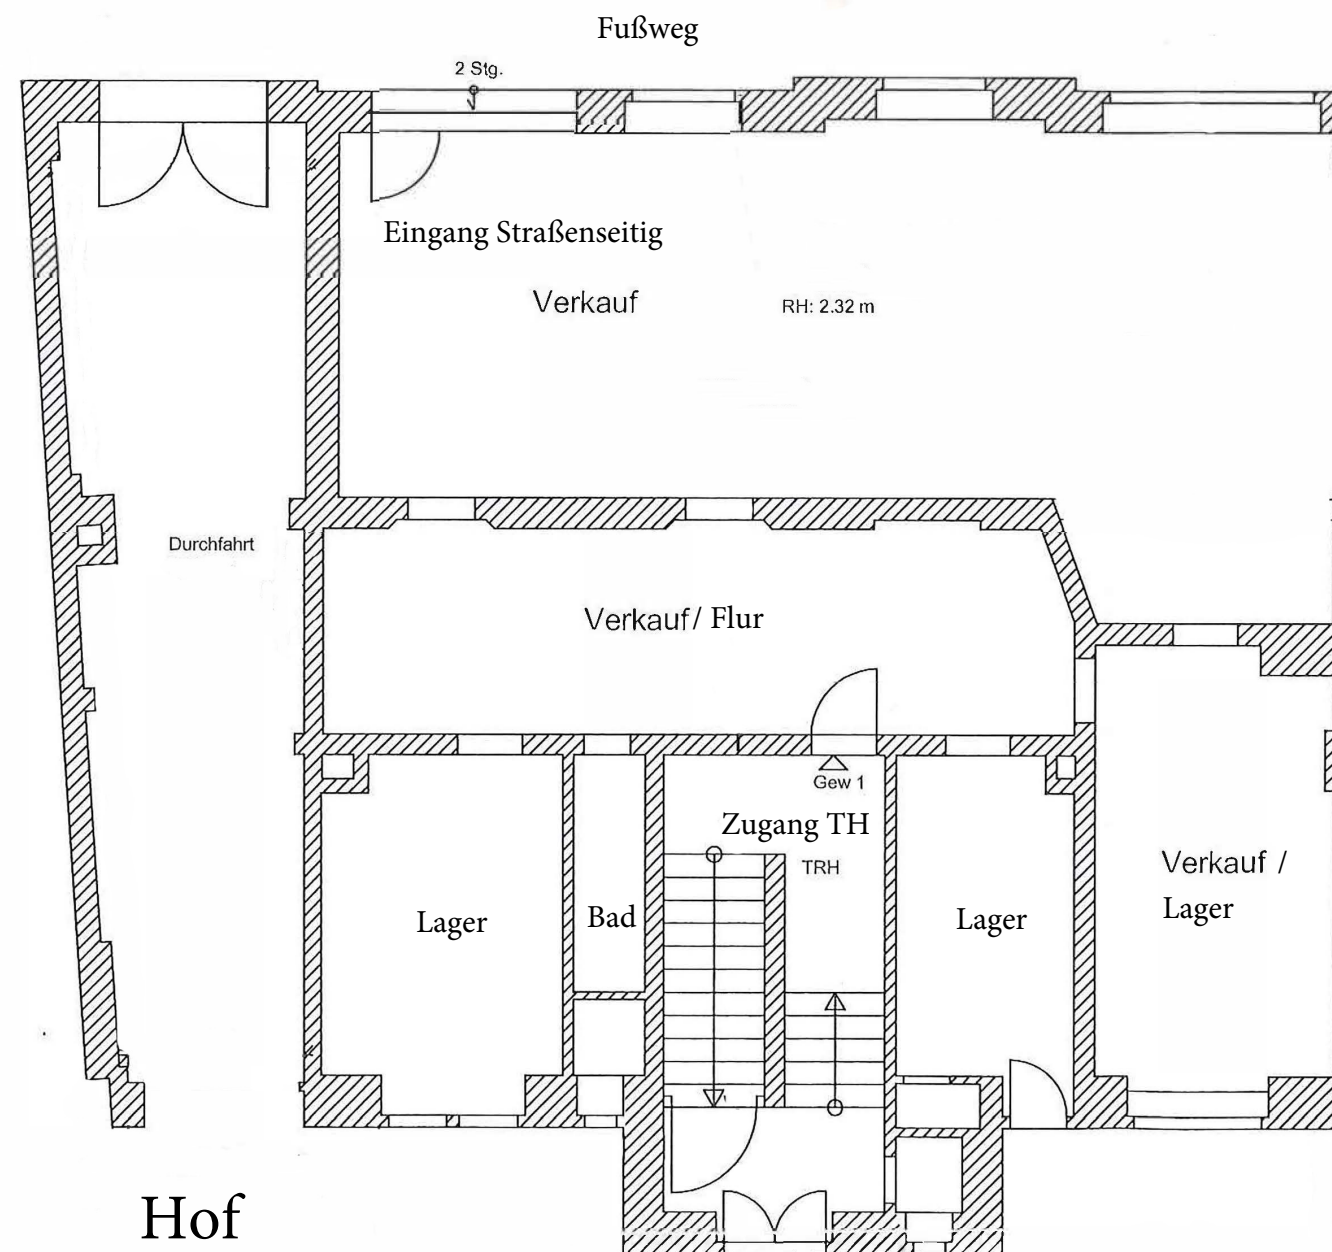 Fußweg
2 Stg.
Eingang Straßenseitig
Verkauf
RH: 2.32 m
Durchfahrt
Verkauf / Flur
Gew 1
Zugang TH
TRH
Verkauf /
Lager
Lager
Bad
Lager
Hof